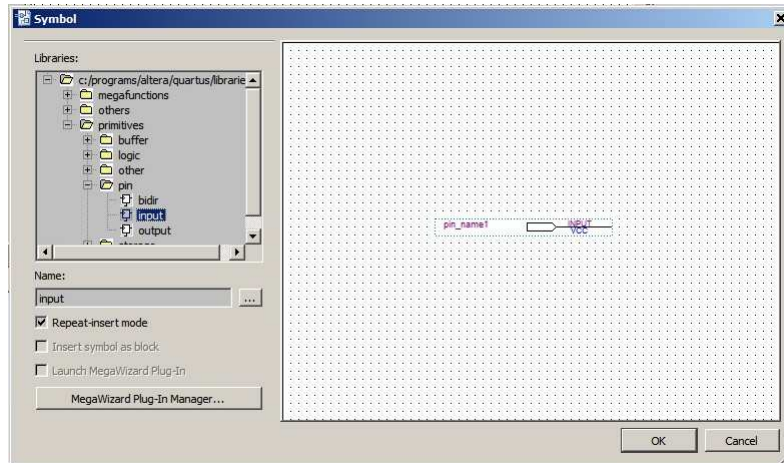 Symbol
Libraries:
c:/programs/altera/quartus/librarie
megafunctions
others
primitives
buffer
logic
other
pin
bidir
input
output
storage
Name:
input
...
Repeat-insert mode
Insert symbol as block
Launch MegaWizard Plug-In
MegaWizard Plug-In Manager...
pin_name1
INPUT
VCC
OK
Cancel